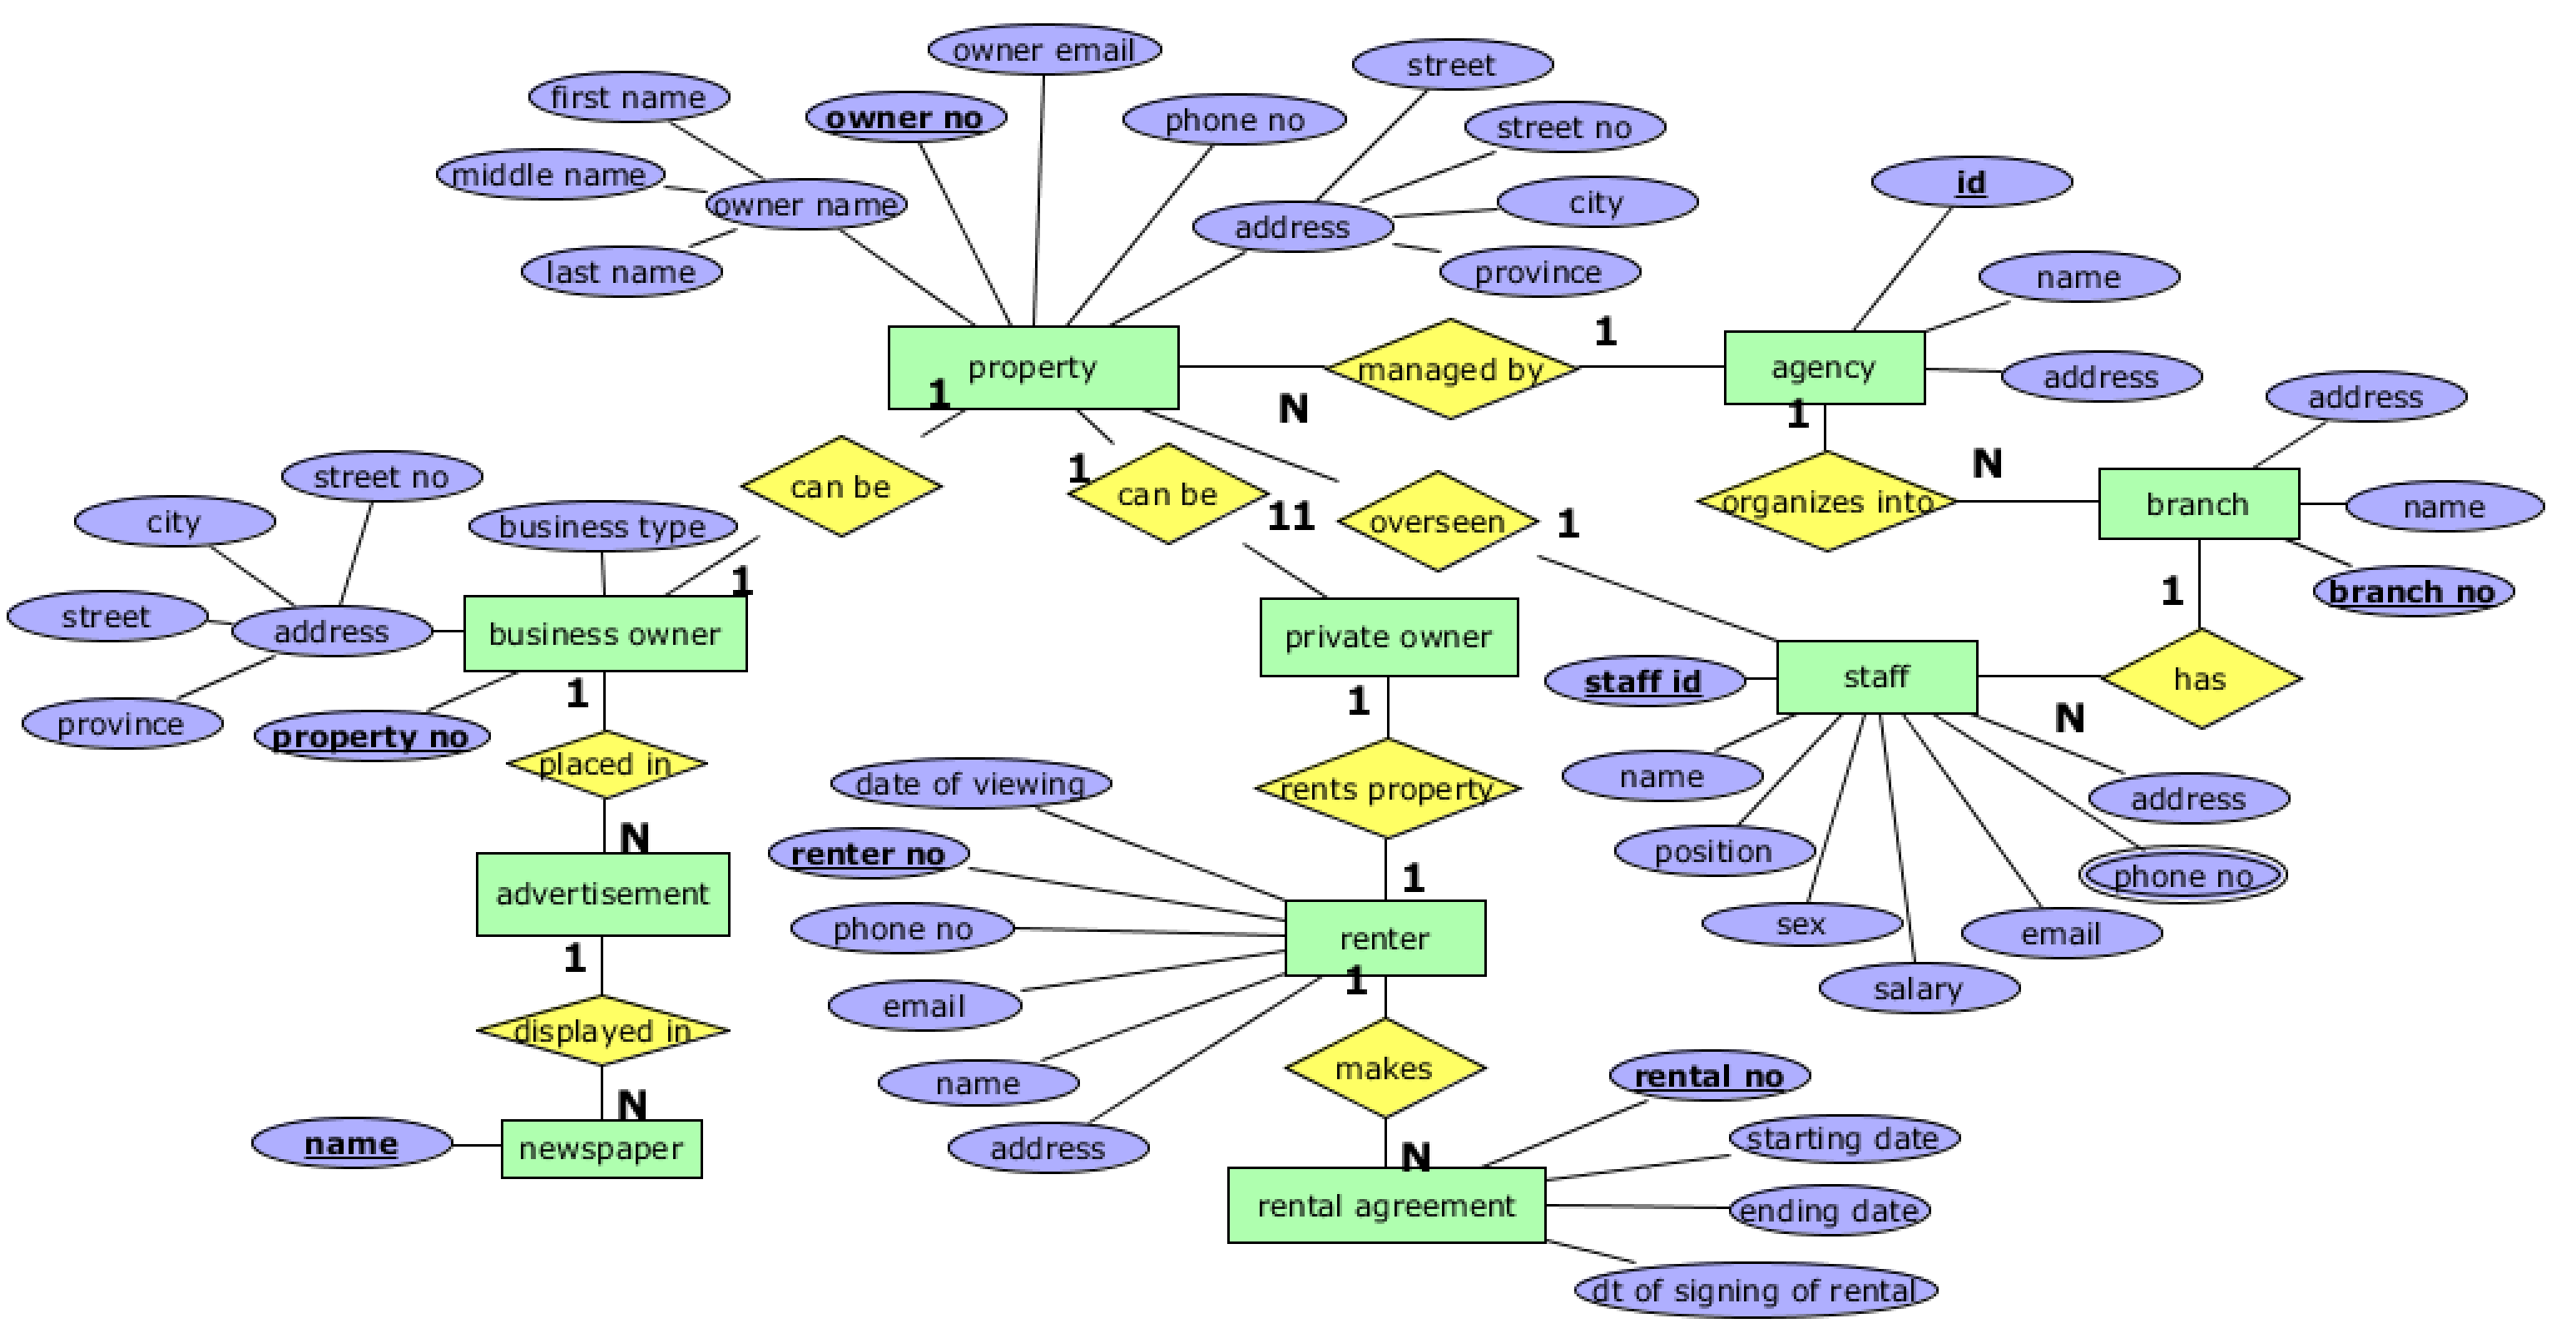 owner email
street
first name
owner no
phone no
street no
middle name
owner name
id
city
address
last name
province
name
1
property
managed by
agency
address
1
N
1
address
street no
can be
1
can be
11
overseen
1
organizes into
N
branch
name
city
business type
1
branch no
1
street
address
business owner
private owner
staff id
staff
has
province
property no
1
1
N
placed in
date of viewing
rents property
name
address
N
renter no
position
phone no
advertisement
1
phone no
renter
sex
email
1
email
1
salary
displayed in
name
makes
rental no
N
name
newspaper
address
N
starting date
rental agreement
ending date
dt of signing of rental